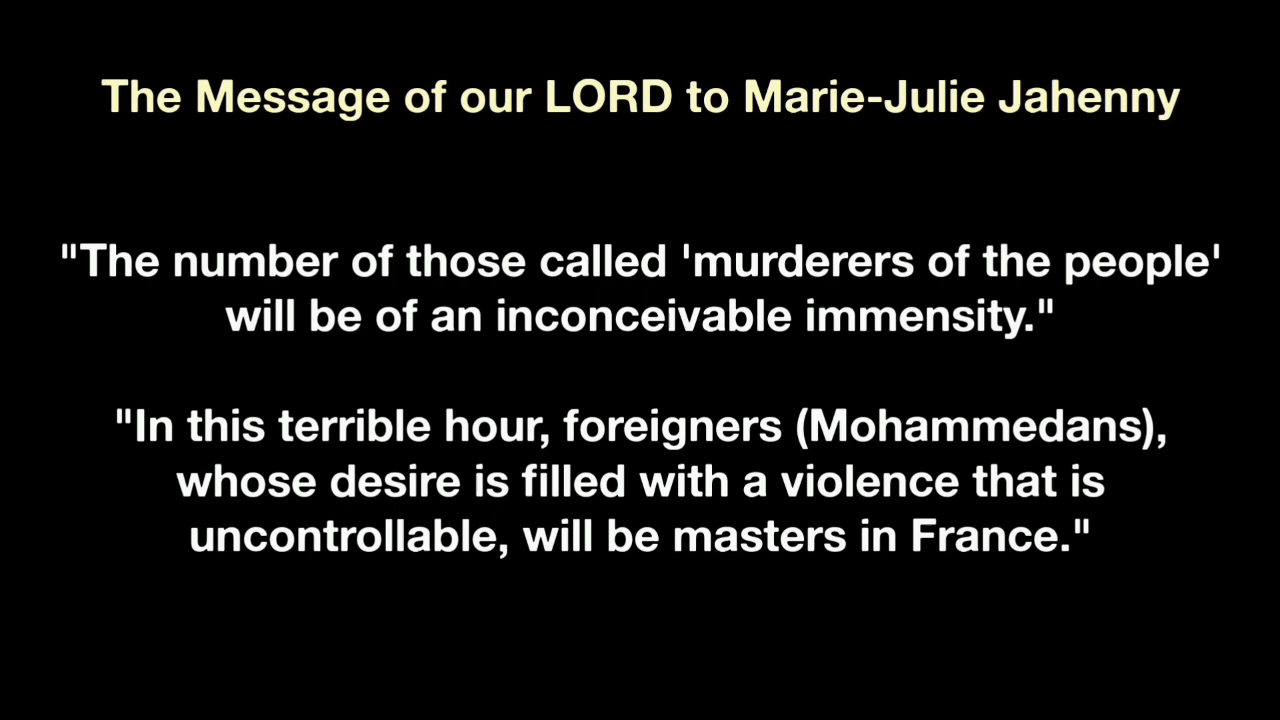 The Message of our LORD to Marie-Julie Jahenny
"The number of those called 'murderers of the people'
will be of an inconceivable immensity."
"In this terrible hour, foreigners (Mohammedans),
whose desire is filled with a violence that is
uncontrollable, will be masters in France."